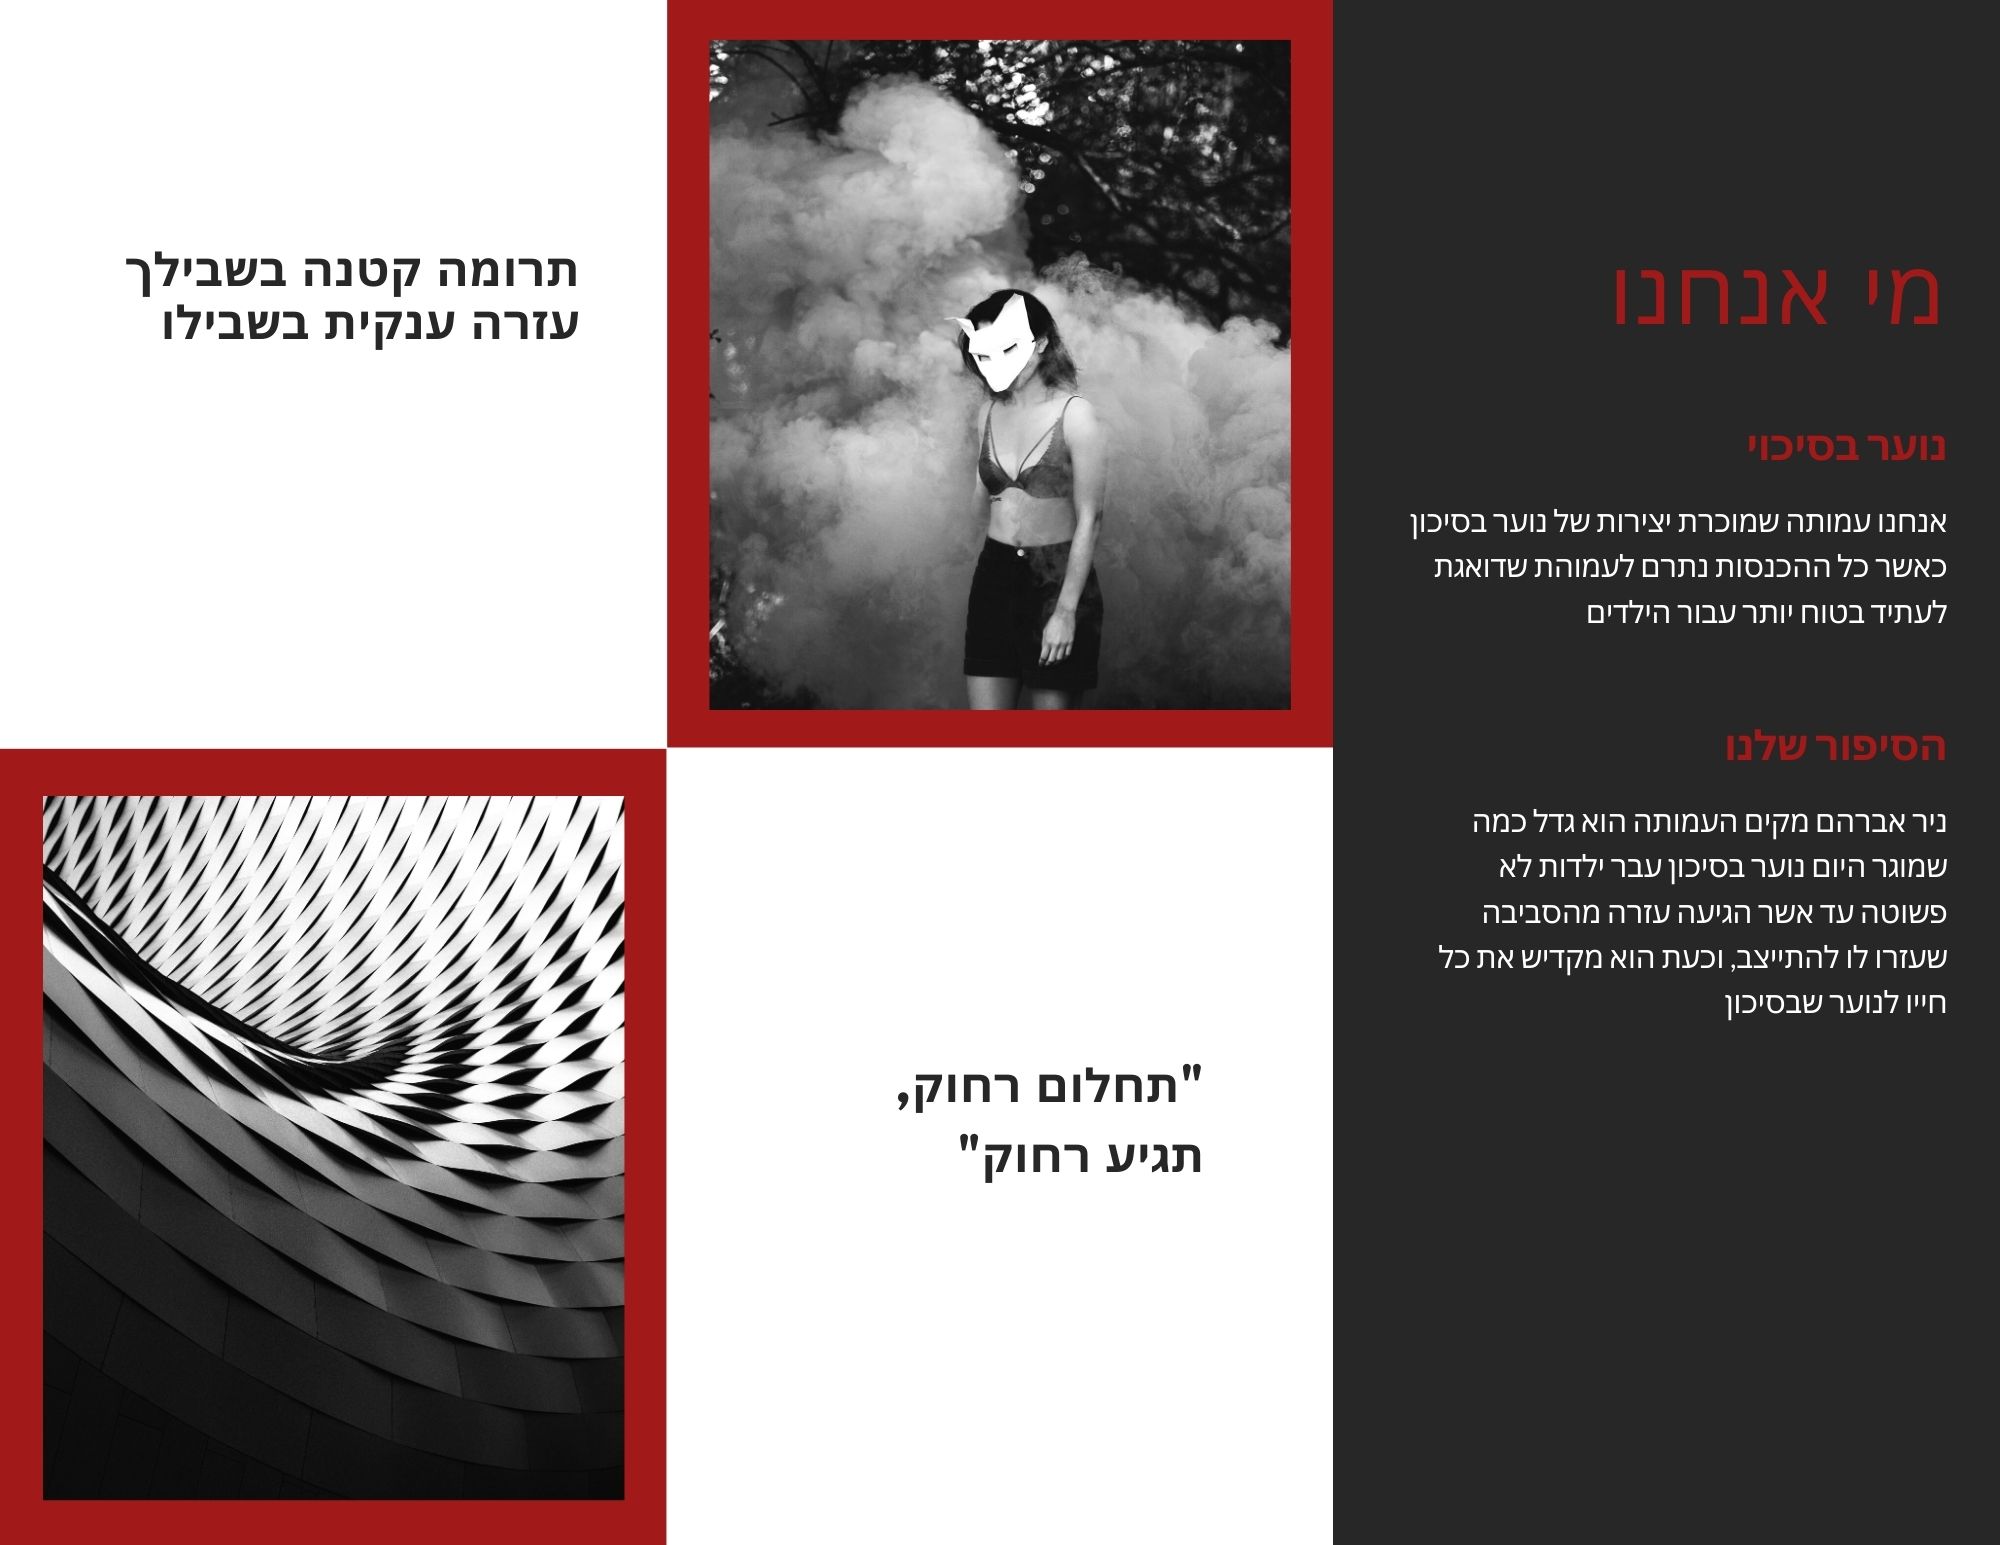 מי אנחנו
נוער בסיכוי
אנחנו עמותה שמוכרת יצירות של נוער בסיכון
כאשר כל ההכנסות נתרם לעמוהת שדואגת
לעתיד בטוח יותר עבור הילדים
הסיפור שלנו
ניר אברהם מקים העמותה הוא גדל כמה
שמוגר היום נוער בסיכון עבר ילדות לא
פשוטה עד אשר הגיעה עזרה מהסביבה
שעזרו לו להתייצב, וכעת הוא מקדיש את כל
חייו לנוער שבסיכון
"תחלום רחוק,
תגיע רחוק"
תרומה קטנה בשבילך
עזרה ענקית בשבילו